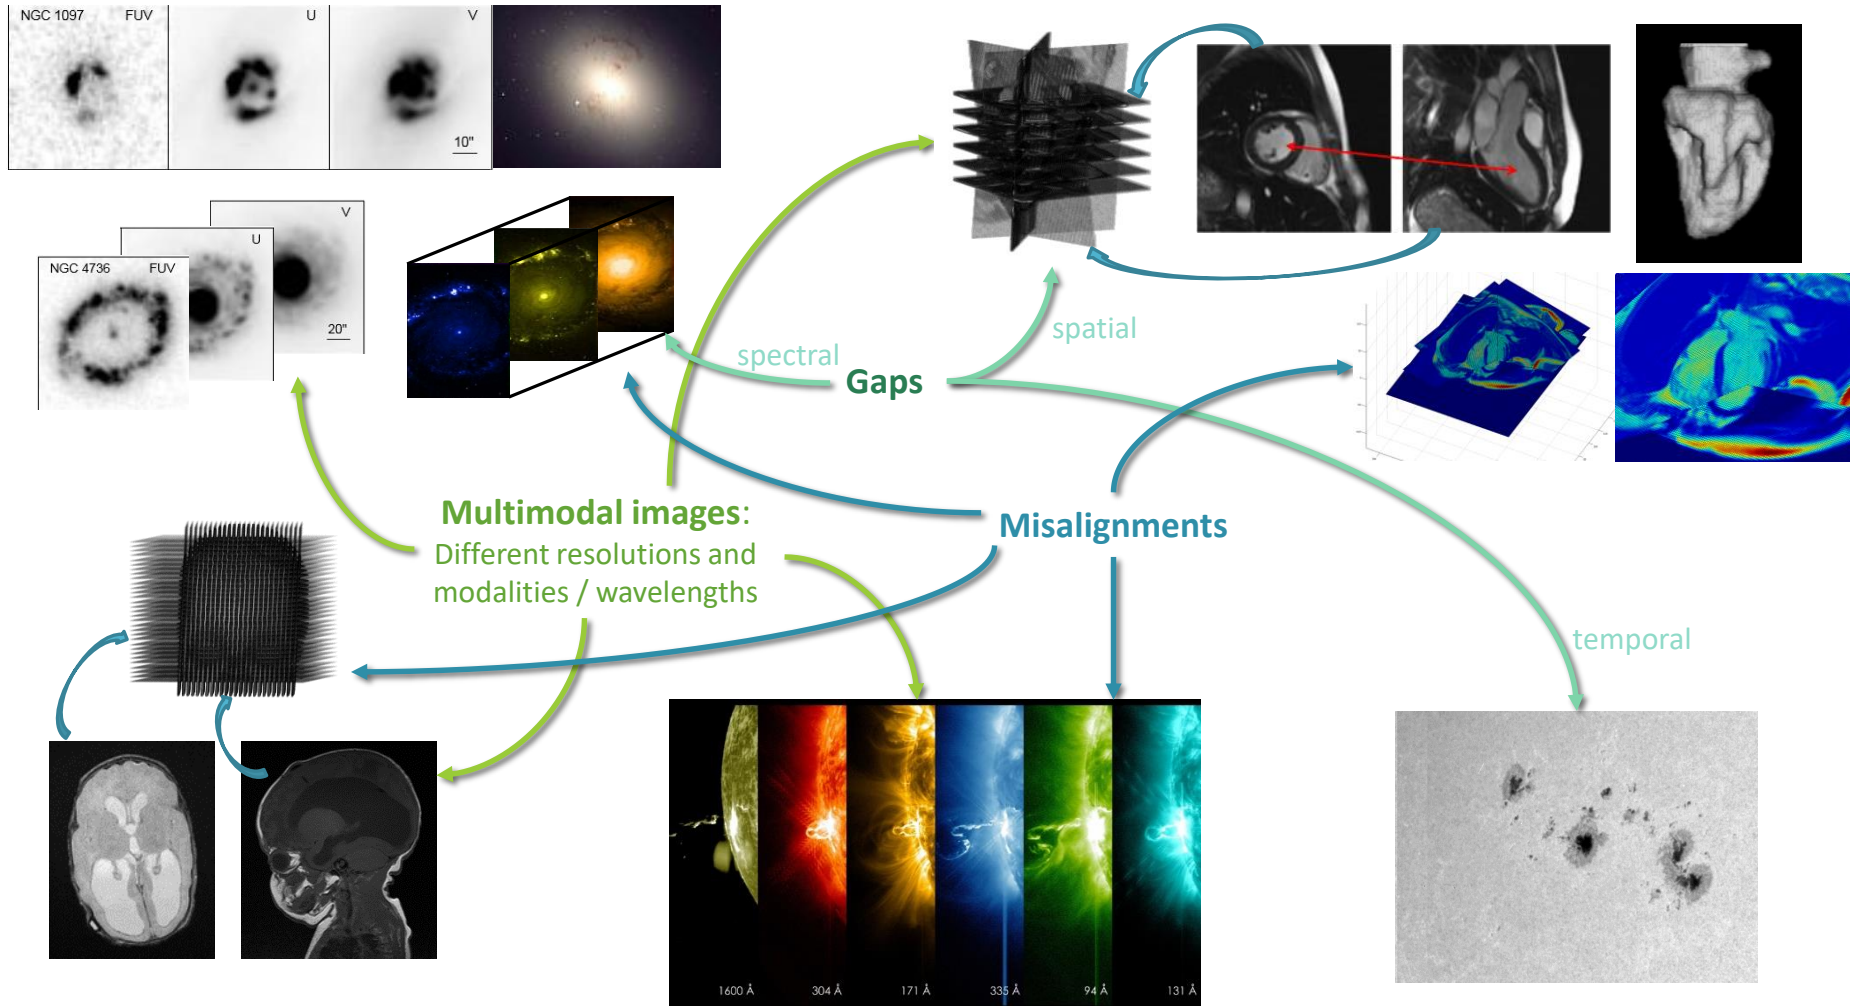 NGC 1097 FUV
U
V
10"
NGC 4736 FUV
U
V
20"
spectral
spatial
Gaps
Multimodal images:
Different resolutions and
modalities / wavelengths
Misalignments
temporal
1600 Å
304 Å
171 Å
335 Å
94 Å
131 Å